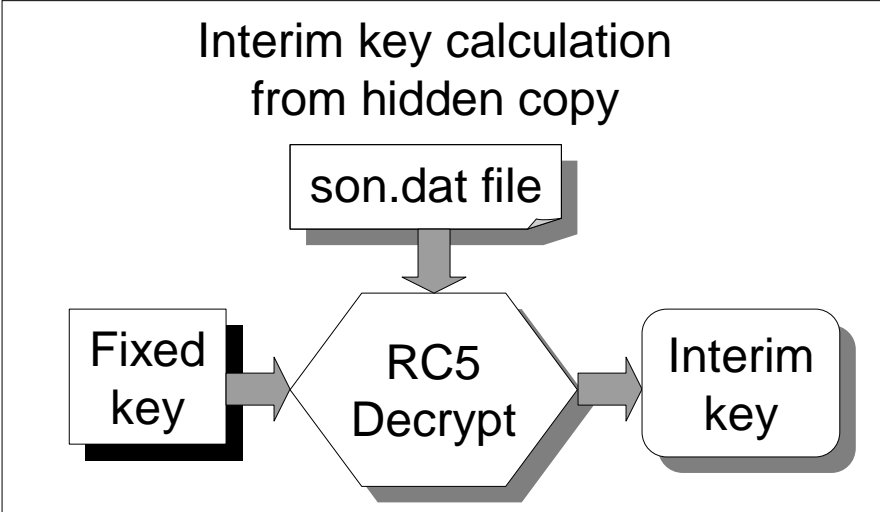 Interim key calculation
from hidden copy
son.dat file
Fixed
key
RC5
Decrypt
Interim
key